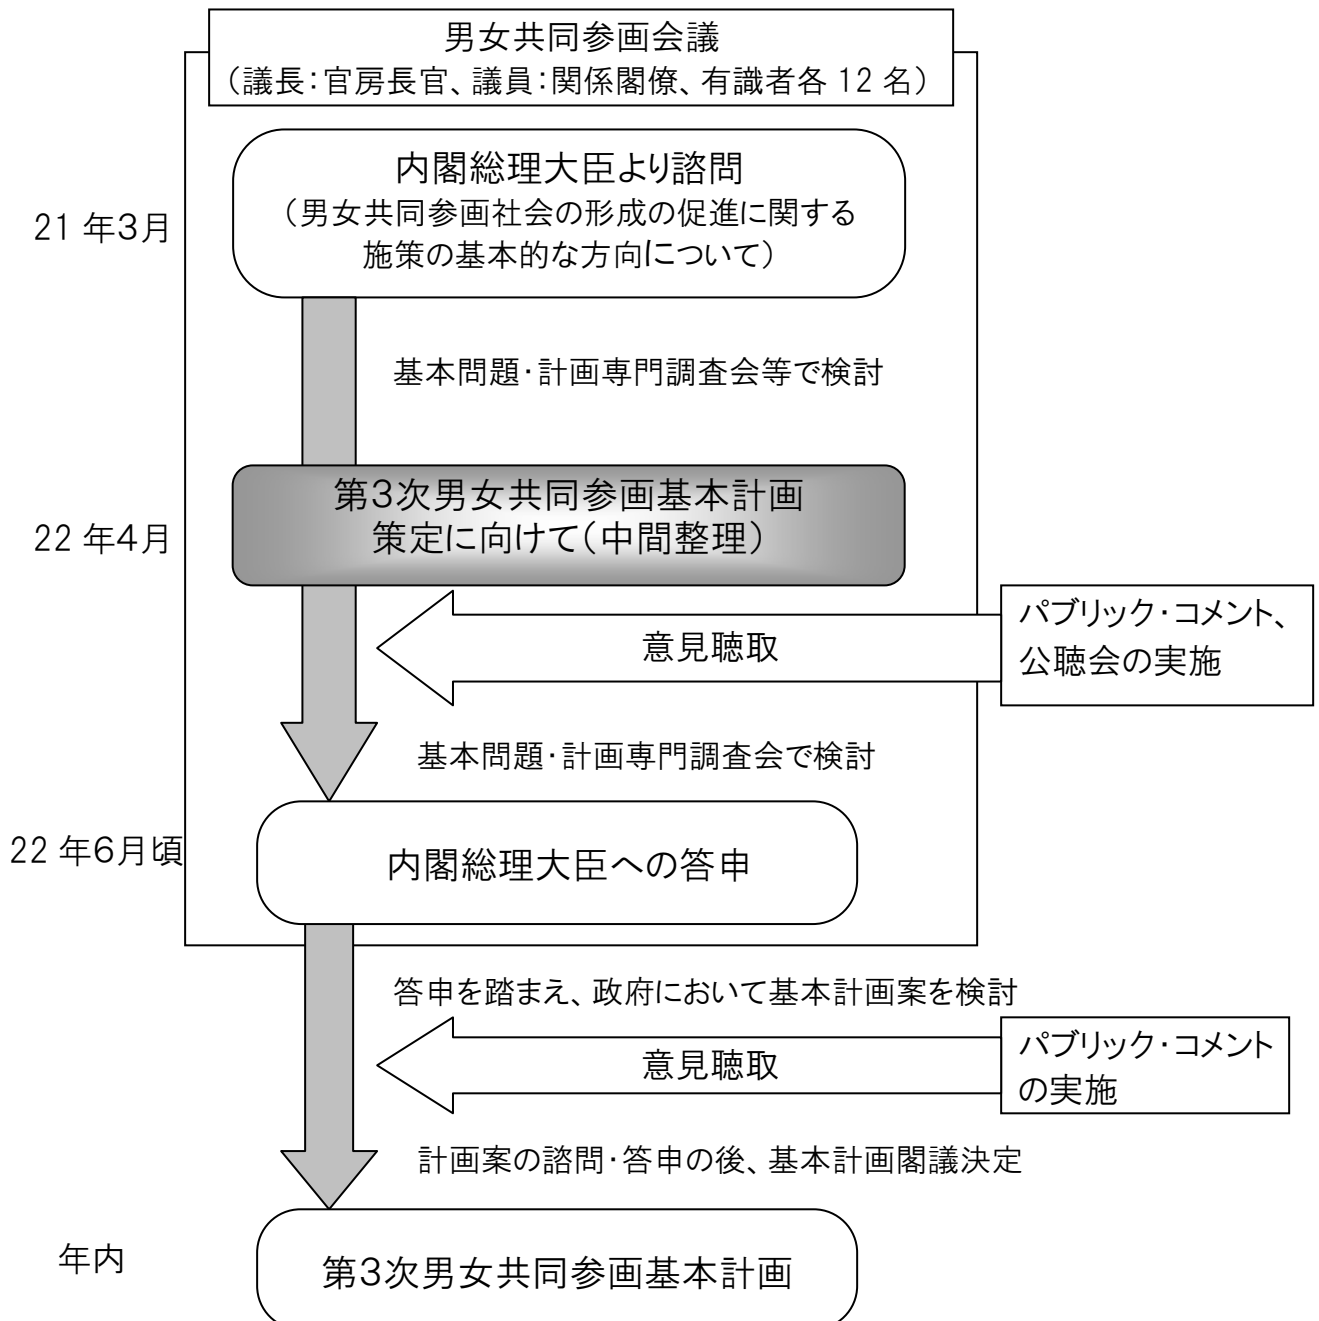 男女共同参画会議
（議長：官房長官、議員：関係閣僚、有識者各 12 名）
内閣総理大臣より諮問
（男女共同参画社会の形成の促進に関する
施策の基本的な方向について）
21 年３月
基本問題・計画専門調査会等で検討
第３次男女共同参画基本計画
策定に向けて（中間整理）
22 年４月
パブリック・コメント、
公聴会の実施
意見聴取
基本問題・計画専門調査会で検討
22 年６月頃
内閣総理大臣への答申
答申を踏まえ、政府において基本計画案を検討
パブリック・コメント
の実施
意見聴取
計画案の諮問・答申の後、基本計画閣議決定
年内
第３次男女共同参画基本計画